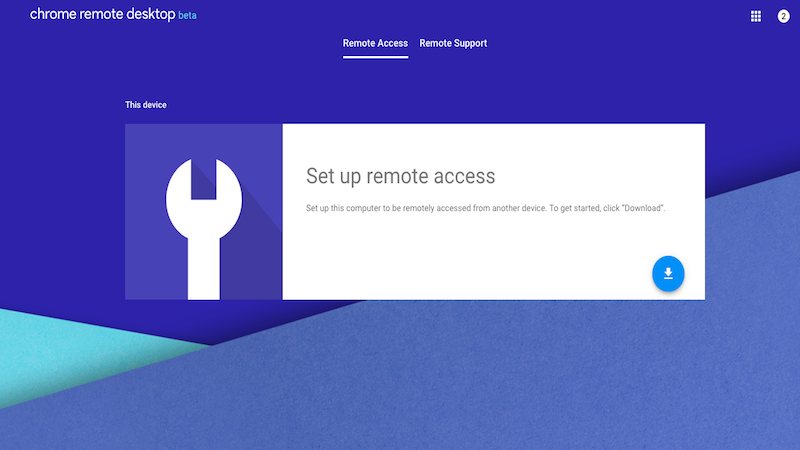 chrome remote desktop beta
2
Remote Access Remote Support
This device
Set up remote access
Set up this computer to be remotely accessed from another device. To get started, click “Download”.